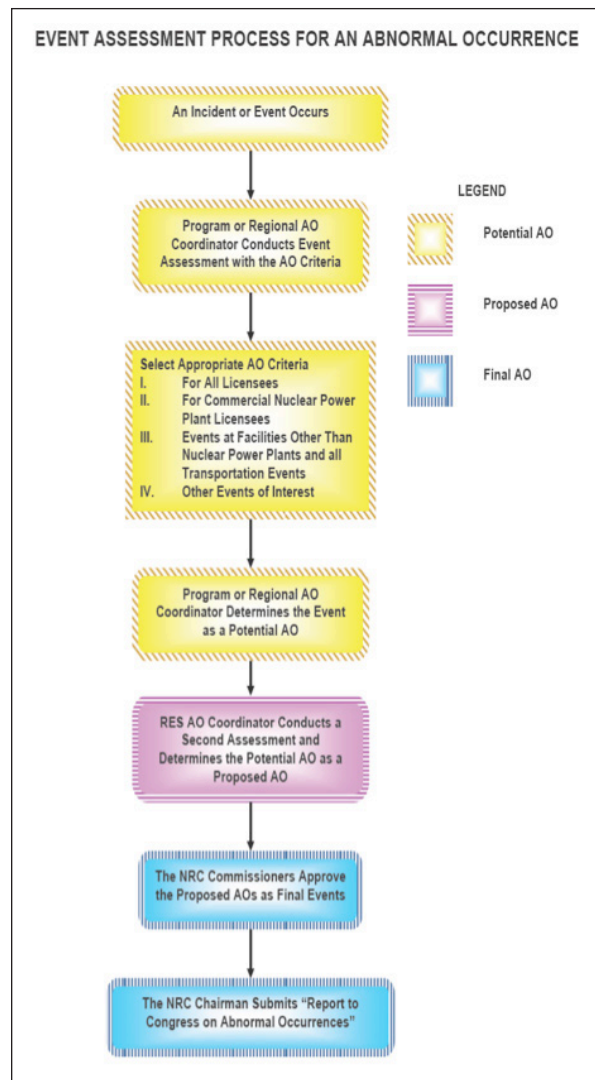 EVENT ASSESSMENT PROCESS FOR AN ABNORMAL OCCURRENCE
An Incident or Event Occurs
Program or Regional AO
Coordinator Conducts Event
Assessment with the AO Criteria
Select Appropriate AO Criteria
I. For All Licensees
II. For Commercial Nuclear Power
Plant Licensees
III. Events at Facilities Other Than
Nuclear Power Plants and all
Transportation Events
IV. Other Events of Interest
Program or Regional AO
Coordinator Determines the Event
as a Potential AO
RES AO Coordinator Conducts a
Second Assessment and
Determines the Potential AO as a
Proposed AO
The NRC Commissioners Approve
the Proposed AOs as Final Events
The NRC Chairman Submits “Report to
Congress on Abnormal Occurrences”
LEGEND
Potential AO
Proposed AO
Final AO